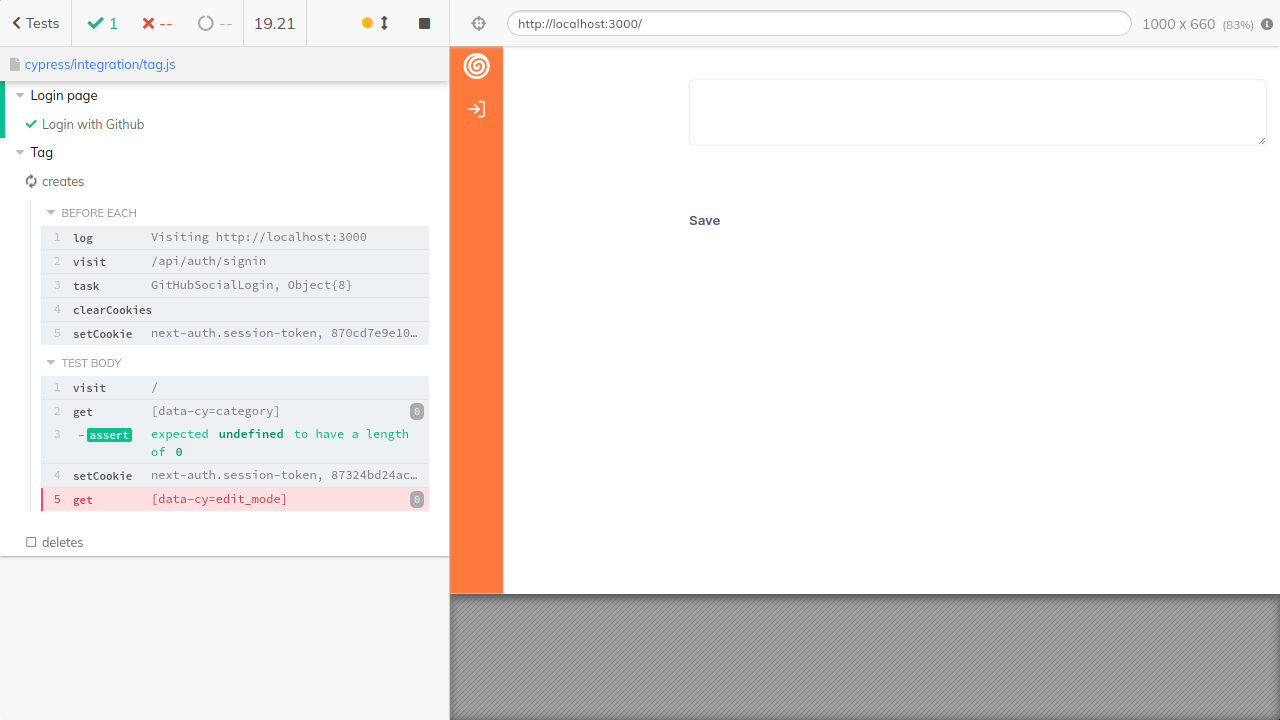 Tests 1 -- -- 19.21
http://localhost:3000/ 1000 x 660 (83%)
cypress/integration/tag.js
Login page
Login with Github
Tag
creates
BEFORE EACH
1 log Visiting http://localhost:3000
2 visit /api/auth/signin
3 task GitHubSocialLogin, Object{8}
4 clearCookies
5 setCookie next-auth.session-token, 870cd7e9e10…
TEST BODY
1 visit /
2 get [data-cy=category] 0
3 -assert expected undefined to have a length
of 0
4 setCookie next-auth.session-token, 87324bd24ac…
5 get [data-cy=edit_mode] 0
deletes
Save